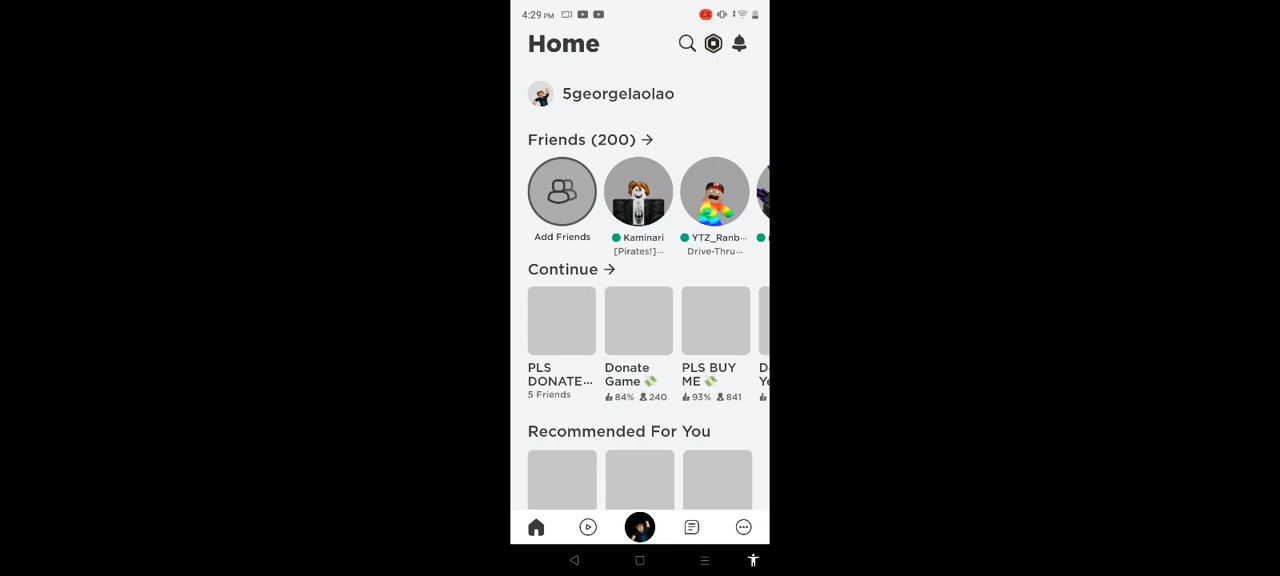 4:29 PM
Home
5georgelaolao
Friends (200) →
Add Friends
Kaminari
YTZ_Ranb...
[Pirates!]...
Drive-Thru...
Continue →
PLS DONATE... 
5 Friends
Donate Game 💸
84% 240
PLS BUY ME 💸
93% 841
Recommended For You